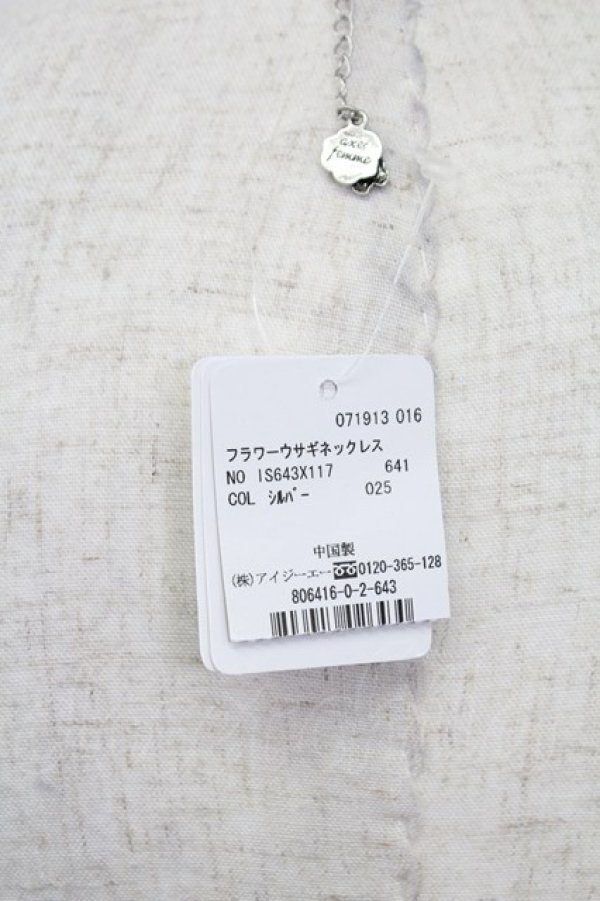 axes
femme
071913 016
フラワーウサギネックレス
NO IS643X117 641
COL ｼﾙﾊﾞｰ 025
中国製
(株)アイジーエー 0120-365-128
806416-0-2-643